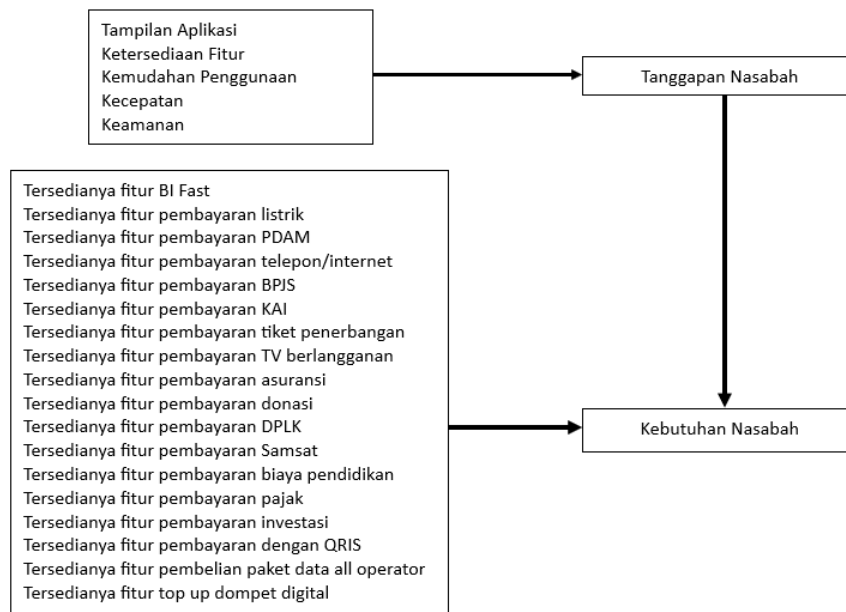 Tampilan Aplikasi
Ketersediaan Fitur
Kemudahan Penggunaan
Kecepatan
Keamanan
Tanggapan Nasabah
Tersedianya fitur BI Fast
Tersedianya fitur pembayaran listrik
Tersedianya fitur pembayaran PDAM
Tersedianya fitur pembayaran telepon/internet
Tersedianya fitur pembayaran BPJS
Tersedianya fitur pembayaran KAI
Tersedianya fitur pembayaran tiket penerbangan
Tersedianya fitur pembayaran TV berlangganan
Tersedianya fitur pembayaran asuransi
Tersedianya fitur pembayaran donasi
Tersedianya fitur pembayaran DPLK
Tersedianya fitur pembayaran Samsat
Tersedianya fitur pembayaran biaya pendidikan
Tersedianya fitur pembayaran pajak
Tersedianya fitur pembayaran investasi
Tersedianya fitur pembayaran dengan QRIS
Tersedianya fitur pembelian paket data all operator
Tersedianya fitur top up dompet digital
Kebutuhan Nasabah